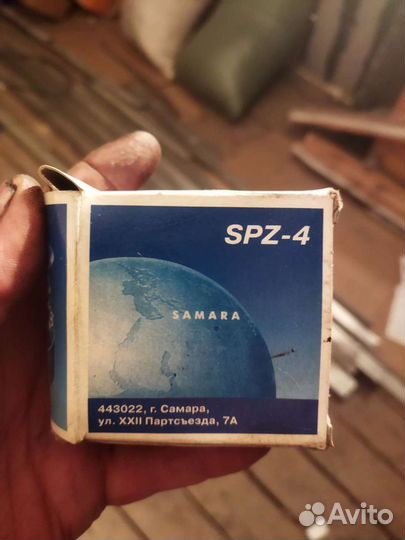 SPZ-4
SAMARA
443022, г. Самара,
ул. XXII Партсъезда, 7А
Avito